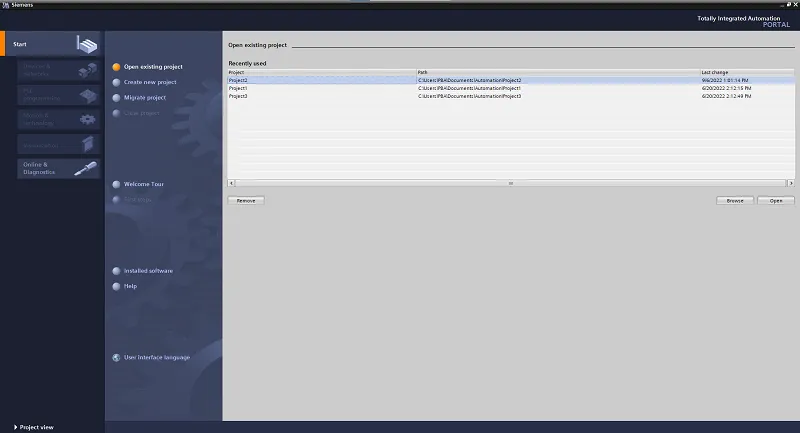 Siemens
Totally Integrated Automation
PORTAL
Start
Devices & networks
PLC programming
Motion & technology
Visualization
Online & Diagnostics
Open existing project
Create new project
Migrate project
Close project
Welcome Tour
First steps
Installed software
Help
User interface language
Project view
Open existing project
Recently used
Project Path Last change
Project2 C:\Users\PBA\Documents\Automation\Project2 9/6/2022 1:01:14 PM
Project1 C:\Users\PBA\Documents\Automation\Project1 6/20/2022 2:12:15 PM
Project3 C:\Users\PBA\Documents\Automation\Project3 6/20/2022 2:12:49 PM
Remove Browse Open